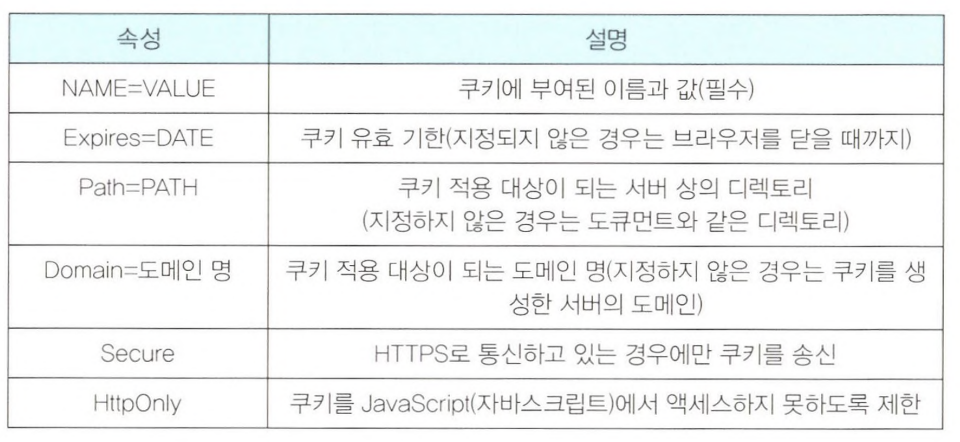 속성 설명
NAME=VALUE 쿠키에 부여된 이름과 값(필수)
Expires=DATE 쿠키 유효 기한(지정되지 않은 경우는 브라우저를 닫을 때까지)
Path=PATH 쿠키 적용 대상이 되는 서버 상의 디렉토리
(지정하지 않은 경우는 도큐먼트와 같은 디렉토리)
Domain=도메인 명 쿠키 적용 대상이 되는 도메인 명(지정하지 않은 경우는 쿠키를 생
성한 서버의 도메인)
Secure HTTPS로 통신하고 있는 경우에만 쿠키를 송신
HttpOnly 쿠키를 JavaScript(자바스크립트)에서 액세스하지 못하도록 제한